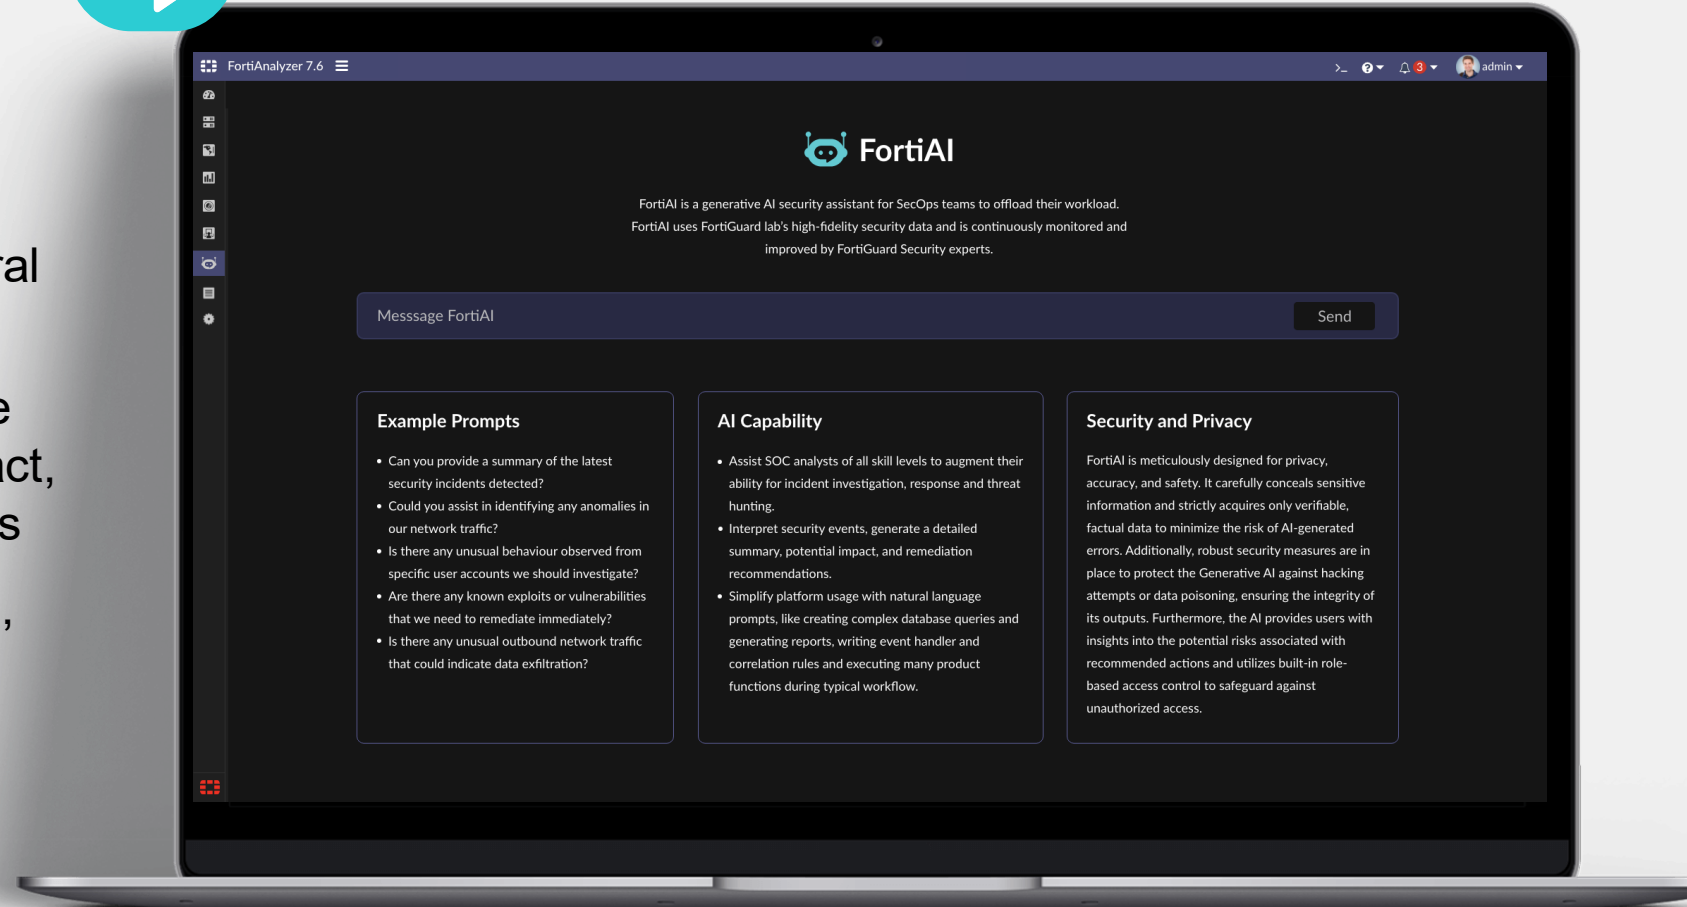 ral
e
act,
s
,
FortiAnalyzer 7.6
>_
?
3
admin
FortiAI
FortiAI is a generative AI security assistant for SecOps teams to offload their workload.
FortiAI uses FortiGuard lab's high-fidelity security data and is continuously monitored and
improved by FortiGuard Security experts.
Messsage FortiAI
Send
Example Prompts
• Can you provide a summary of the latest
security incidents detected?
• Could you assist in identifying any anomalies in
our network traffic?
• Is there any unusual behaviour observed from
specific user accounts we should investigate?
• Are there any known exploits or vulnerabilities
that we need to remediate immediately?
• Is there any unusual outbound network traffic
that could indicate data exfiltration?
AI Capability
• Assist SOC analysts of all skill levels to augment their
ability for incident investigation, response and threat
hunting.
• Interpret security events, generate a detailed
summary, potential impact, and remediation
recommendations.
• Simplify platform usage with natural language
prompts, like creating complex database queries and
generating reports, writing event handler and
correlation rules and executing many product
functions during typical workflow.
Security and Privacy
FortiAI is meticulously designed for privacy,
accuracy, and safety. It carefully conceals sensitive
information and strictly acquires only verifiable,
factual data to minimize the risk of AI-generated
errors. Additionally, robust security measures are in
place to protect the Generative AI against hacking
attempts or data poisoning, ensuring the integrity of
its outputs. Furthermore, the AI provides users with
insights into the potential risks associated with
recommended actions and utilizes built-in role-
based access control to safeguard against
unauthorized access.